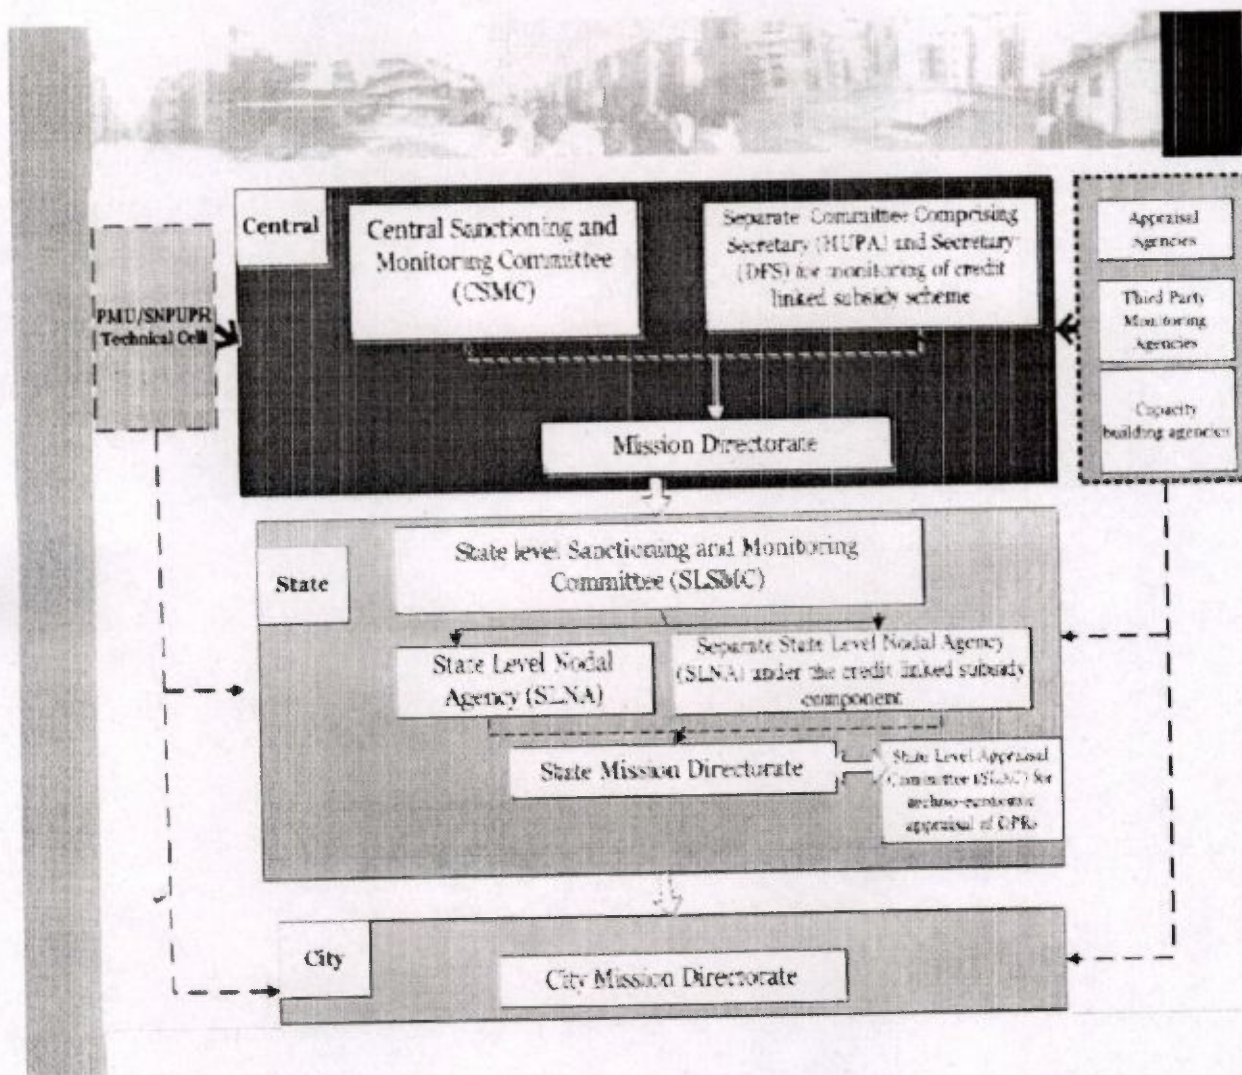 Central
Central Sanctioning and
Monitoring Committee
(CSMC)
Separate Committee Comprising
Secretary (HUPA) and Secretary
(DFS) for monitoring of credit
linked subsidy scheme
Mission Directorate
PMU/SNPUPR
Technical Cell
Appraisal
Agencies
Third Party
Monitoring
Agencies
Capacity
building agencies
State
State level Sanctioning and Monitoring
Committee (SLSMC)
State Level Nodal
Agency (SLNA)
Separate State Level Nodal Agency
(SLNA) under the credit linked subsidy
component
State Mission Directorate
State Level Appraisal
Committee (SLAC) for
techno-economic
appraisal of DPRs
City
City Mission Directorate